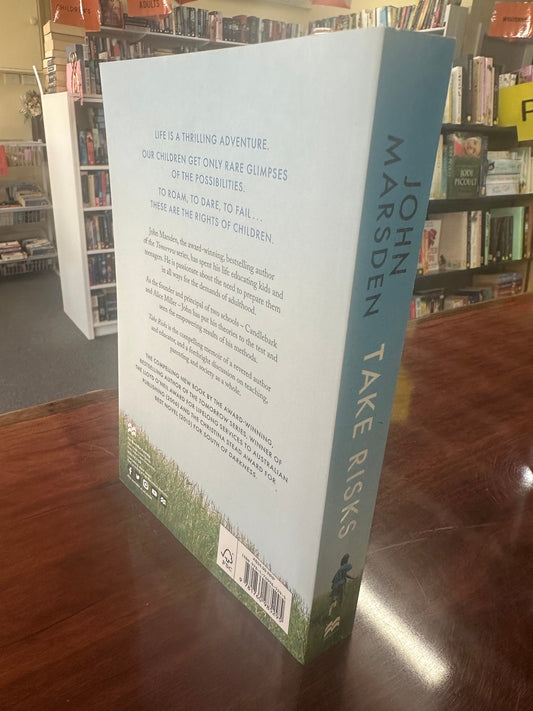 CHILDREN'S
ADULTS
LIFE IS A THRILLING ADVENTURE.
OUR CHILDREN GET ONLY RARE GLIMPSES
OF THE POSSIBILITIES.
TO ROAM, TO DARE, TO FAIL...
THESE ARE THE RIGHTS OF CHILDREN.
John Marsden, the award-winning, bestselling author
of the Tomorrow series, has spent his life educating kids and
teenagers. He is passionate about the need to prepare them
in all ways for the demands of adulthood.
As the founder and principal of two schools – Candlebark
and Alice Miller – John has put his theories to the test and
seen the empowering results of his methods.
Take Risks is the compelling memoir of a revered author
and educator, and a forthright discussion on teaching,
parenting and society as a whole.
THE COMPELLING NEW BOOK BY THE AWARD-WINNING,
BESTSELLING AUTHOR OF THE TOMORROW SERIES, WINNER OF
THE LLOYD O'NEIL AWARD FOR LIFELONG SERVICES TO AUSTRALIAN
PUBLISHING (2006) AND THE CHRISTINA STEAD AWARD FOR
BEST NOVEL (2015) FOR SOUTH OF DARKNESS.
FSC
JOHN
MARSDEN
TAKE RISKS
JODI
PICOULT